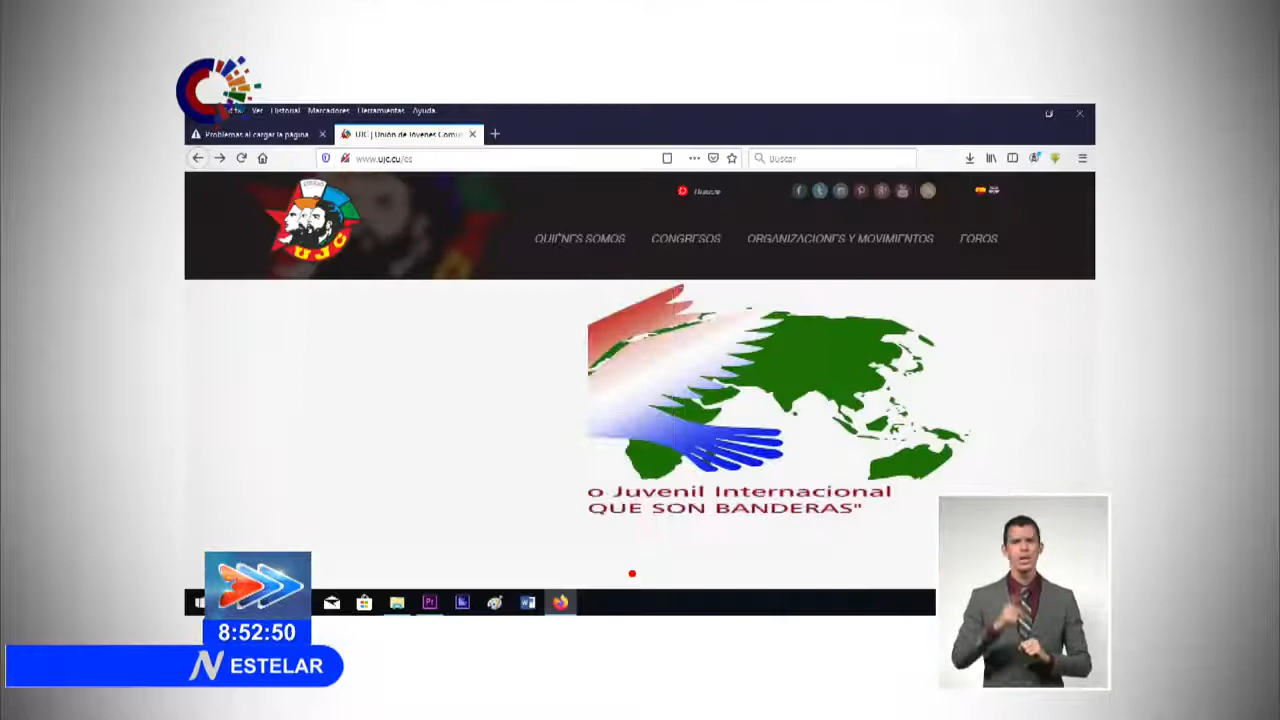 Ver Historial Marcadores Herramientas Ayuda
Problemas al cargar la página
UJC | Unión de Jóvenes Comu
www.ujc.cu/es
Buscar
Buscar
UJC
QUIÉNES SOMOS CONGRESOS ORGANIZACIONES Y MOVIMIENTOS FOROS
o Juvenil Internacional
QUE SON BANDERAS"
8:52:50
N ESTELAR